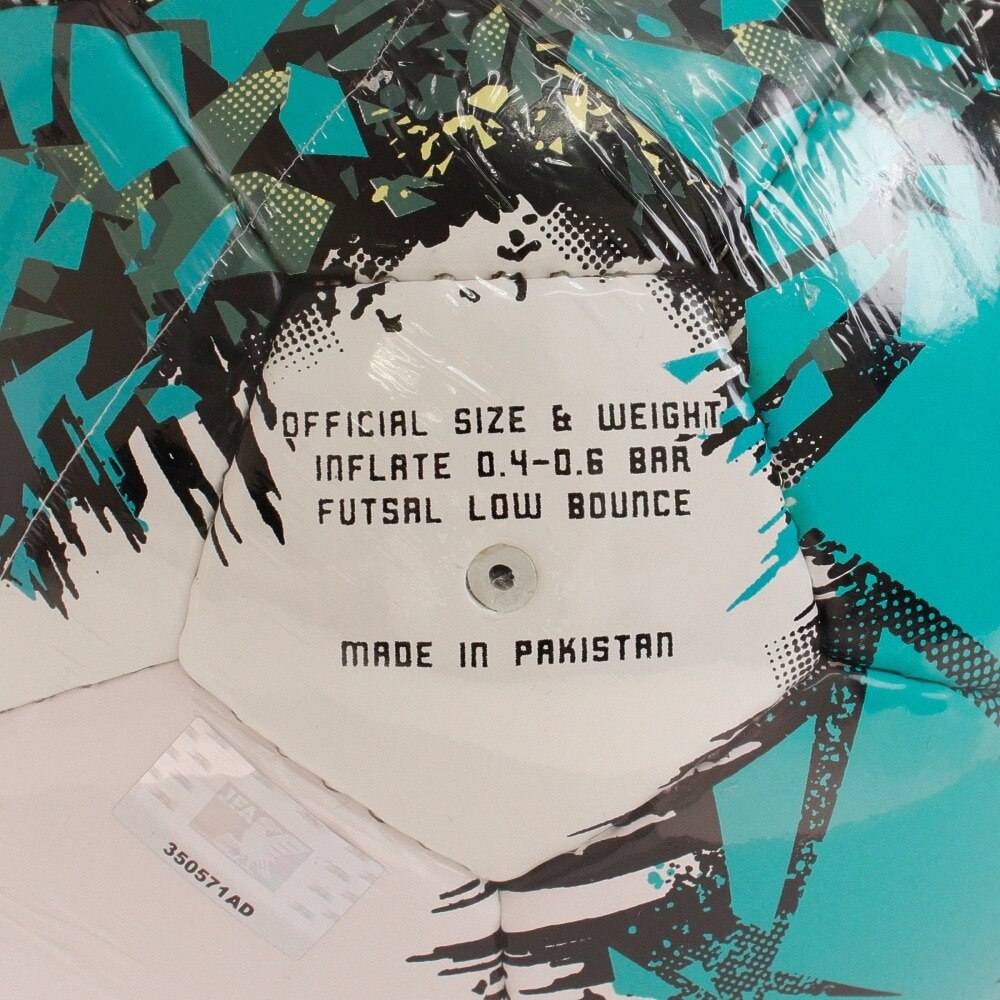 OFFICIAL SIZE & WEIGHT
INFLATE 0.4-0.6 BAR
FUTSAL LOW BOUNCE
MADE IN PAKISTAN
350571AD